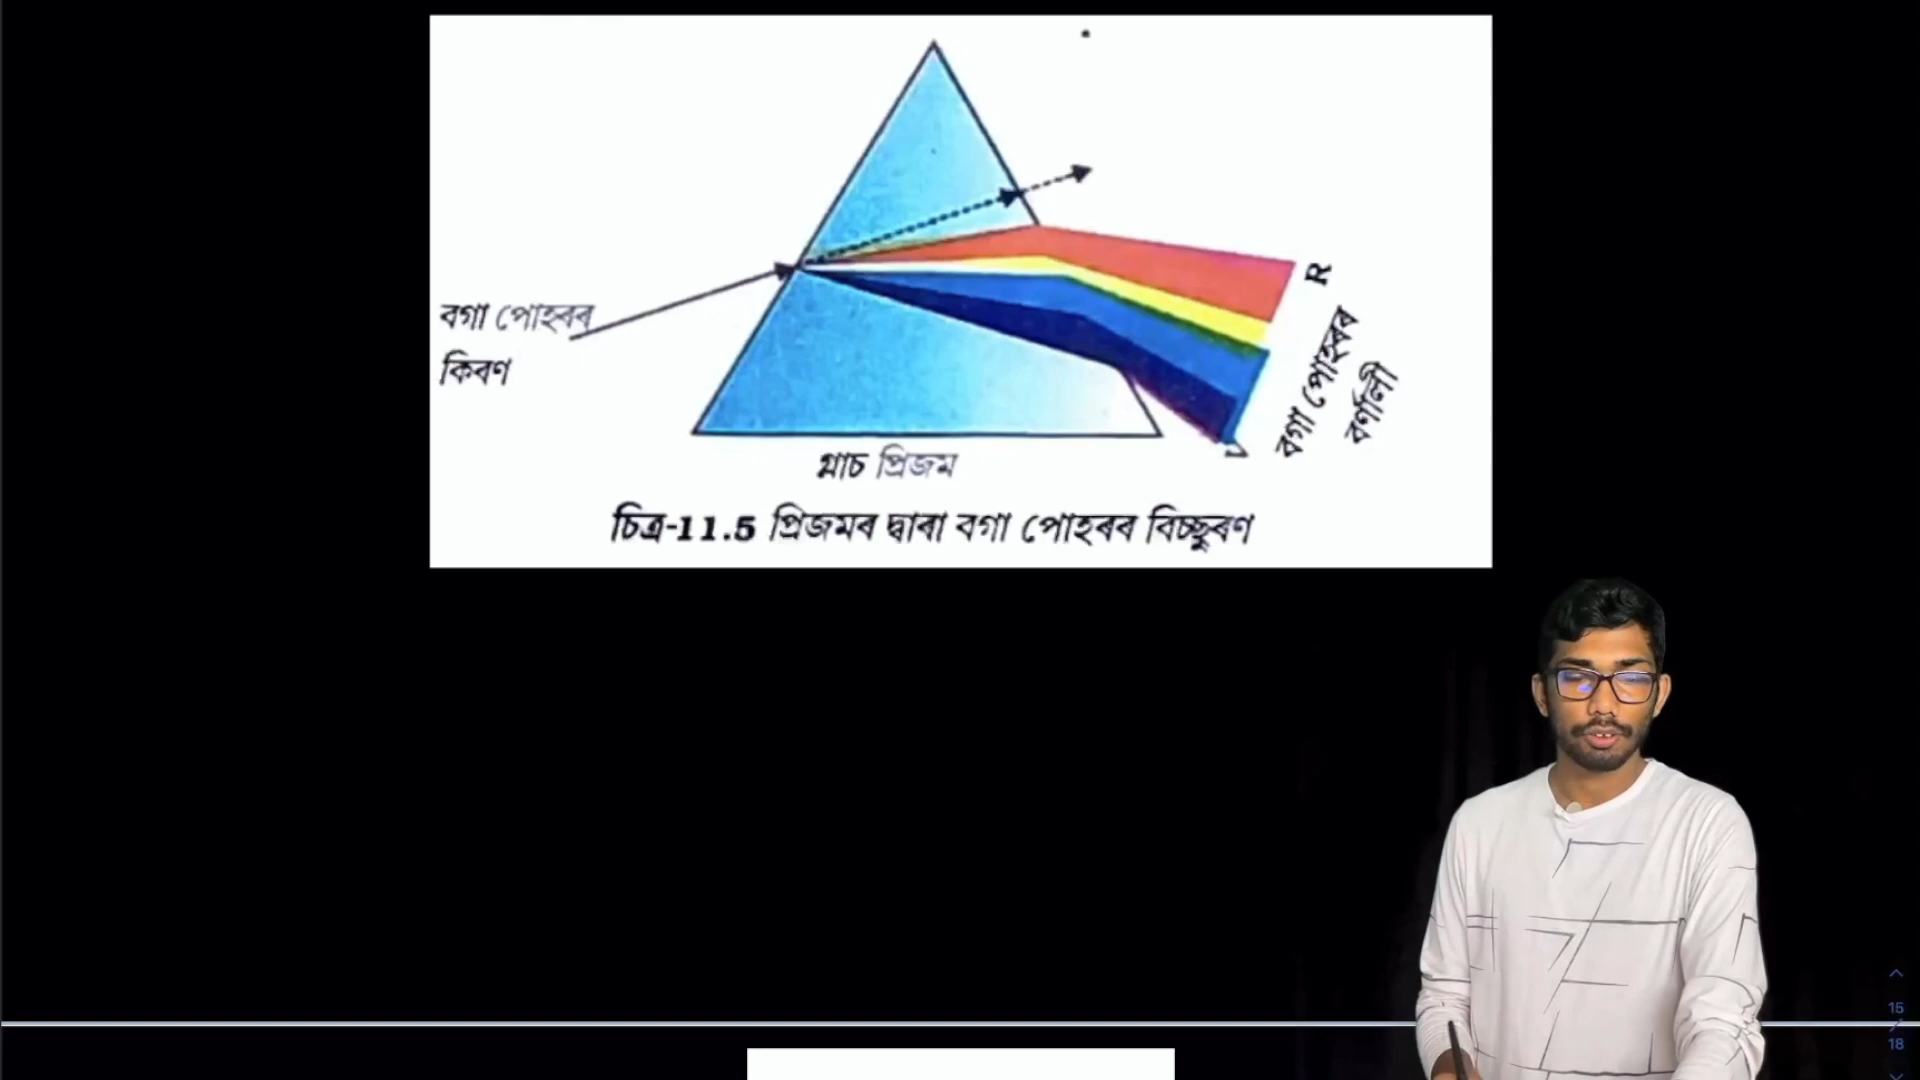 বগা পোহৰৰ
কিৰণ
R
বগা পোহৰৰ
বৰ্ণালী
V
গ্লাচ প্ৰিজম
চিত্ৰ-11.5 প্ৰিজমৰ দ্বাৰা বগা পোহৰৰ বিচ্ছুৰণ
15
/
18